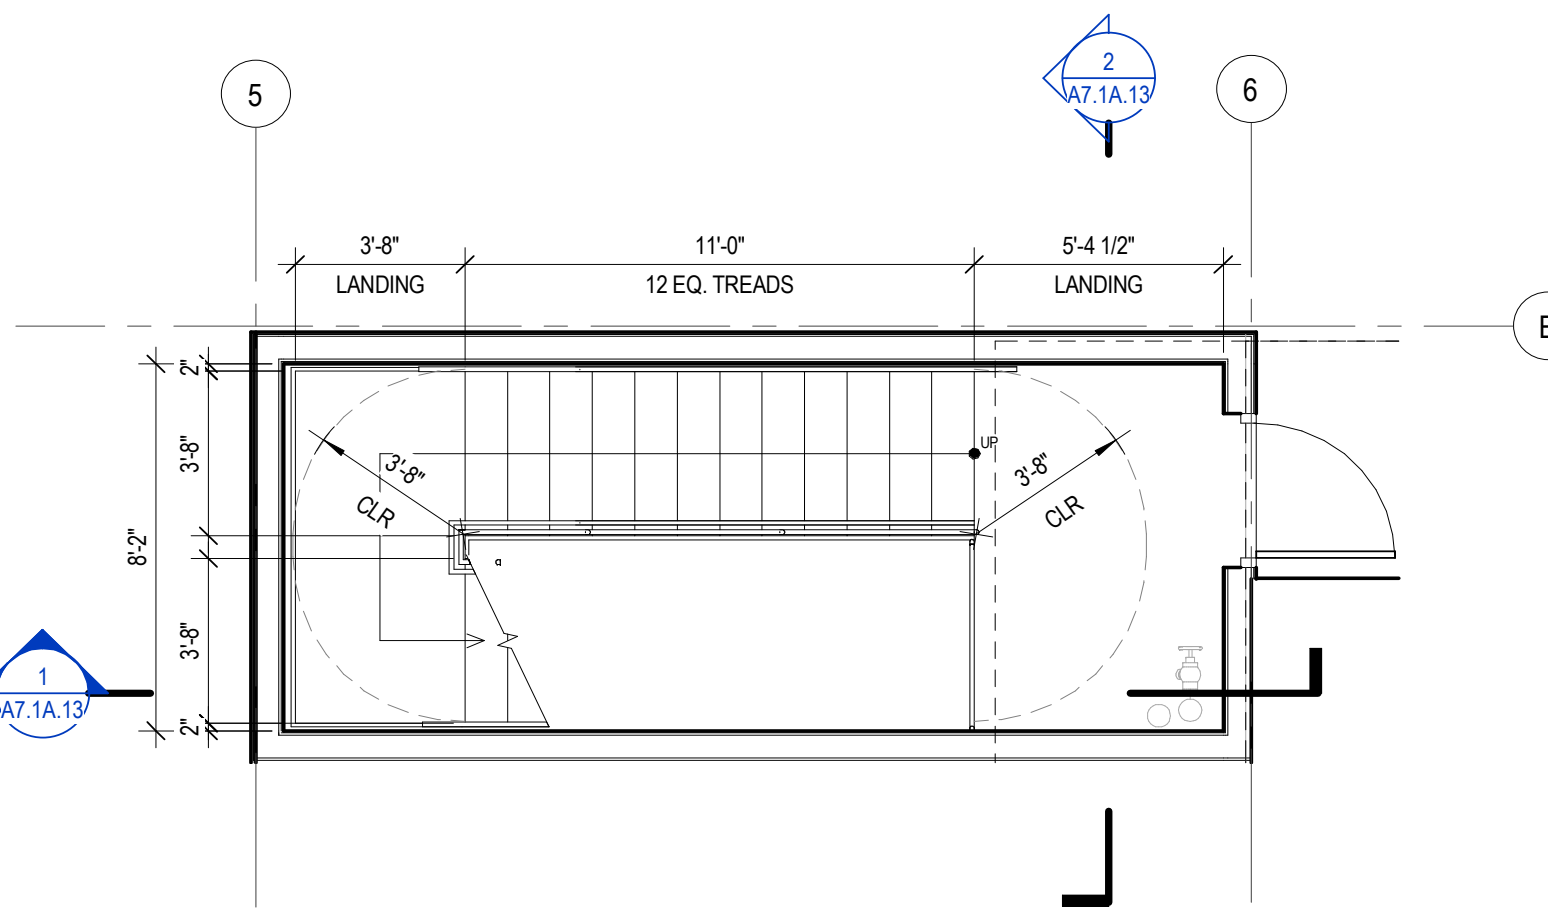 2
A7.1A.13
5
6
3'-8"
11'-0"
5'-4 1/2"
LANDING
12 EQ. TREADS
LANDING
2"
UP
3'-8"
3'-8"
3'-8"
CLR
CLR
8'-2"
3'-8"
1
A7.1A.13
2"